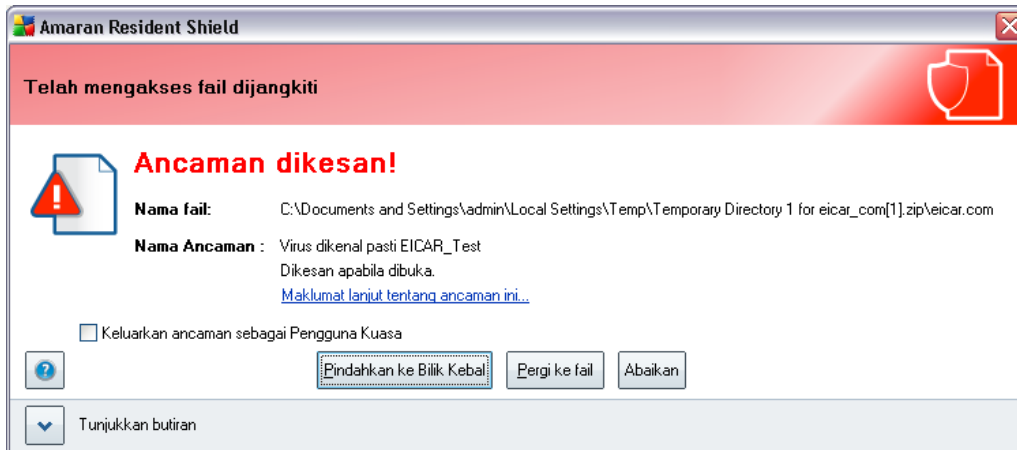 Amaran Resident Shield
Telah mengakses fail dijangkiti
Ancaman dikesan!
Nama fail: C:\Documents and Settings\admin\Local Settings\Temp\Temporary Directory 1 for eicar_com[1].zip\eicar.com
Nama Ancaman : Virus dikenal pasti EICAR_Test
Dikesan apabila dibuka.
Maklumat lanjut tentang ancaman ini...
Keluarkan ancaman sebagai Pengguna Kuasa
Pindahkan ke Bilik Kebal Pergi ke fail Abaikan
Tunjukkan butiran